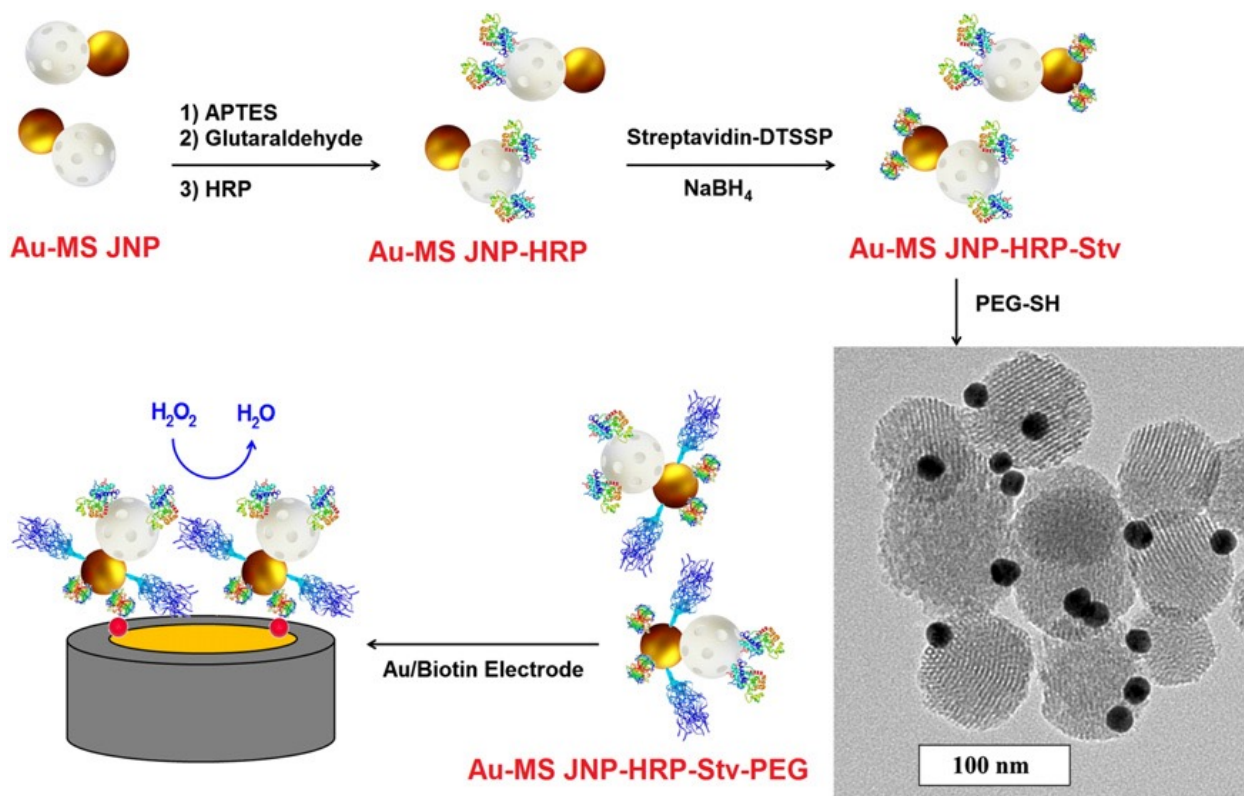 1) APTES
2) Glutaraldehyde
3) HRP
Streptavidin-DTSSP
NaBH₄
Au-MS JNP
Au-MS JNP-HRP
Au-MS JNP-HRP-Stv
PEG-SH
H₂O₂
H₂O
Au/Biotin Electrode
Au-MS JNP-HRP-Stv-PEG
100 nm